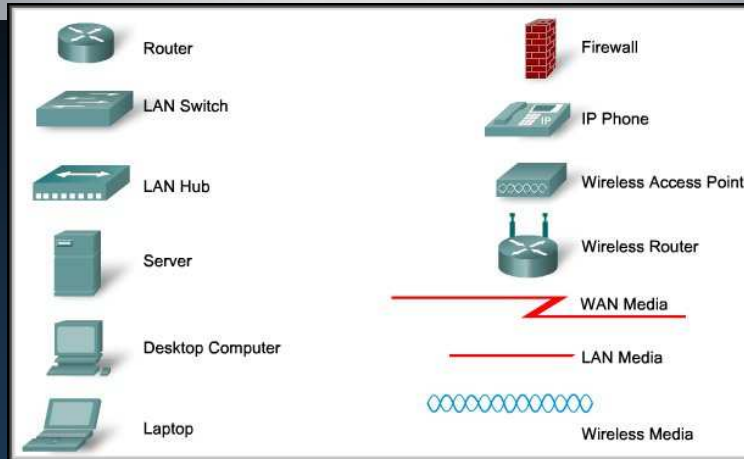 Router
LAN Switch
LAN Hub
Server
Desktop Computer
Laptop
Firewall
IP
IP Phone
Wireless Access Point
Wireless Router
WAN Media
LAN Media
Wireless Media